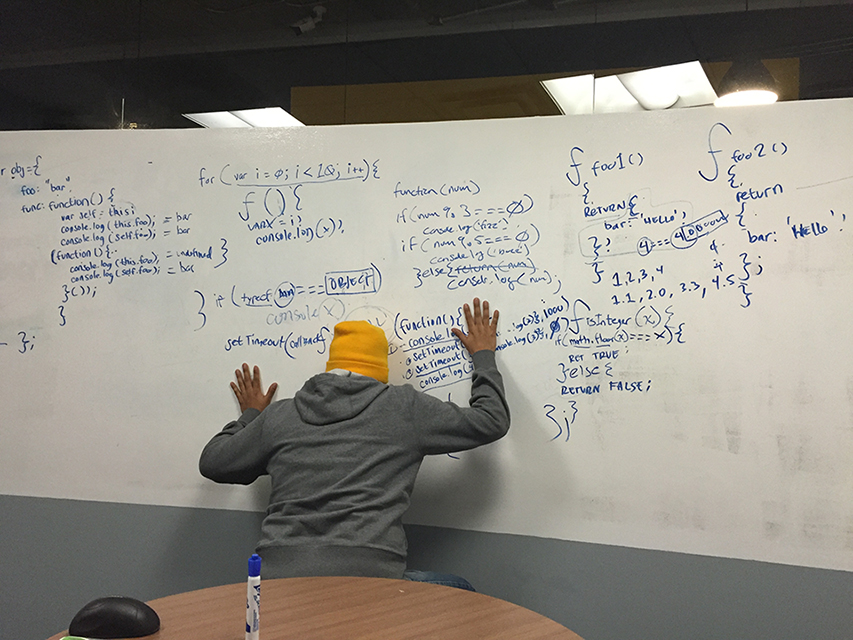 obj={
foo: "bar"
func: function() {
var self = this;
console.log(this.foo); = bar
console.log(self.foo); = bar
(function(){
console.log(this.foo); = undefined
console.log(self.foo); = bar
}());
}
};
for (var i = 0; i < 10; i++){
f () {
var x = i;
console.log(x);
}
} if (typeof bar === OBJECT)
console(x)
setTimeout(callback
function(num)
if(num % 3 === 0)
console.log('fizz');
if(num % 5 === 0)
console.log('buzz');
}else{return(num)
console.log(num);
(function(){
console.log
setTimeout
setTimeout
console.log(4)
.log(2)},1000)
console.log(3)}, 0)
f foo1()
{
RETURN{
bar: 'HELLO';
};
}
4 === 4.00
1,2,3,4
1.1, 2.0, 3.3, 4.5
f isInteger(x){
if(math.floor(x)=== x){
RET TRUE;
}else{
RETURN FALSE;
}
};
f foo2()
{
return
{
bar: 'Hello';
};
}